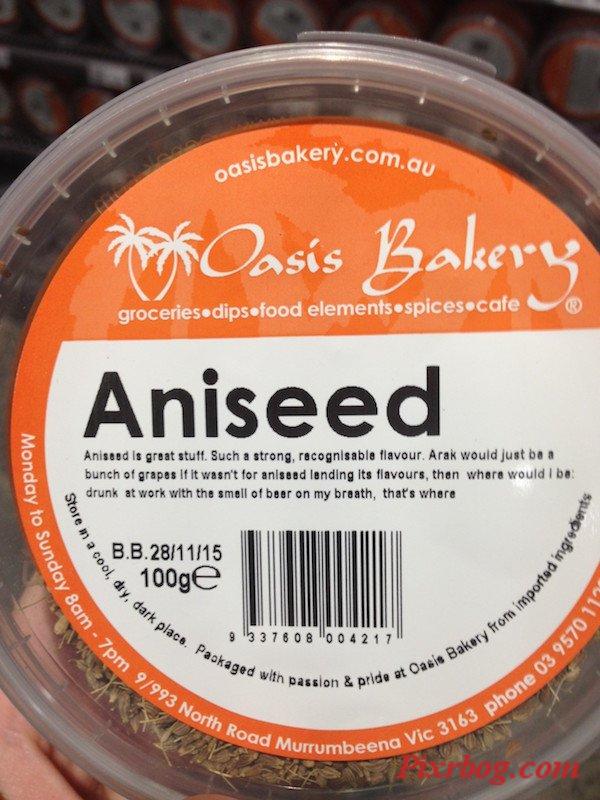 oasisbakery.com.au
Oasis Bakery®
groceries•dips•food elements•spices•cafe
Aniseed
Aniseed is great stuff. Such a strong, recognisable flavour. Arak would just be a
bunch of grapes if it wasn't for aniseed lending its flavours, then where would I be:
drunk at work with the smell of beer on my breath, that's where
B.B. 28/11/15
100g℮
9 337608 004217
Store in a cool, dry, dark place. Packaged with passion & pride at Oasis Bakery from imported ingredients
Monday to Sunday 8am - 7pm 9/993 North Road Murrumbeena Vic 3163 phone 03 9570
Pixrbog.com